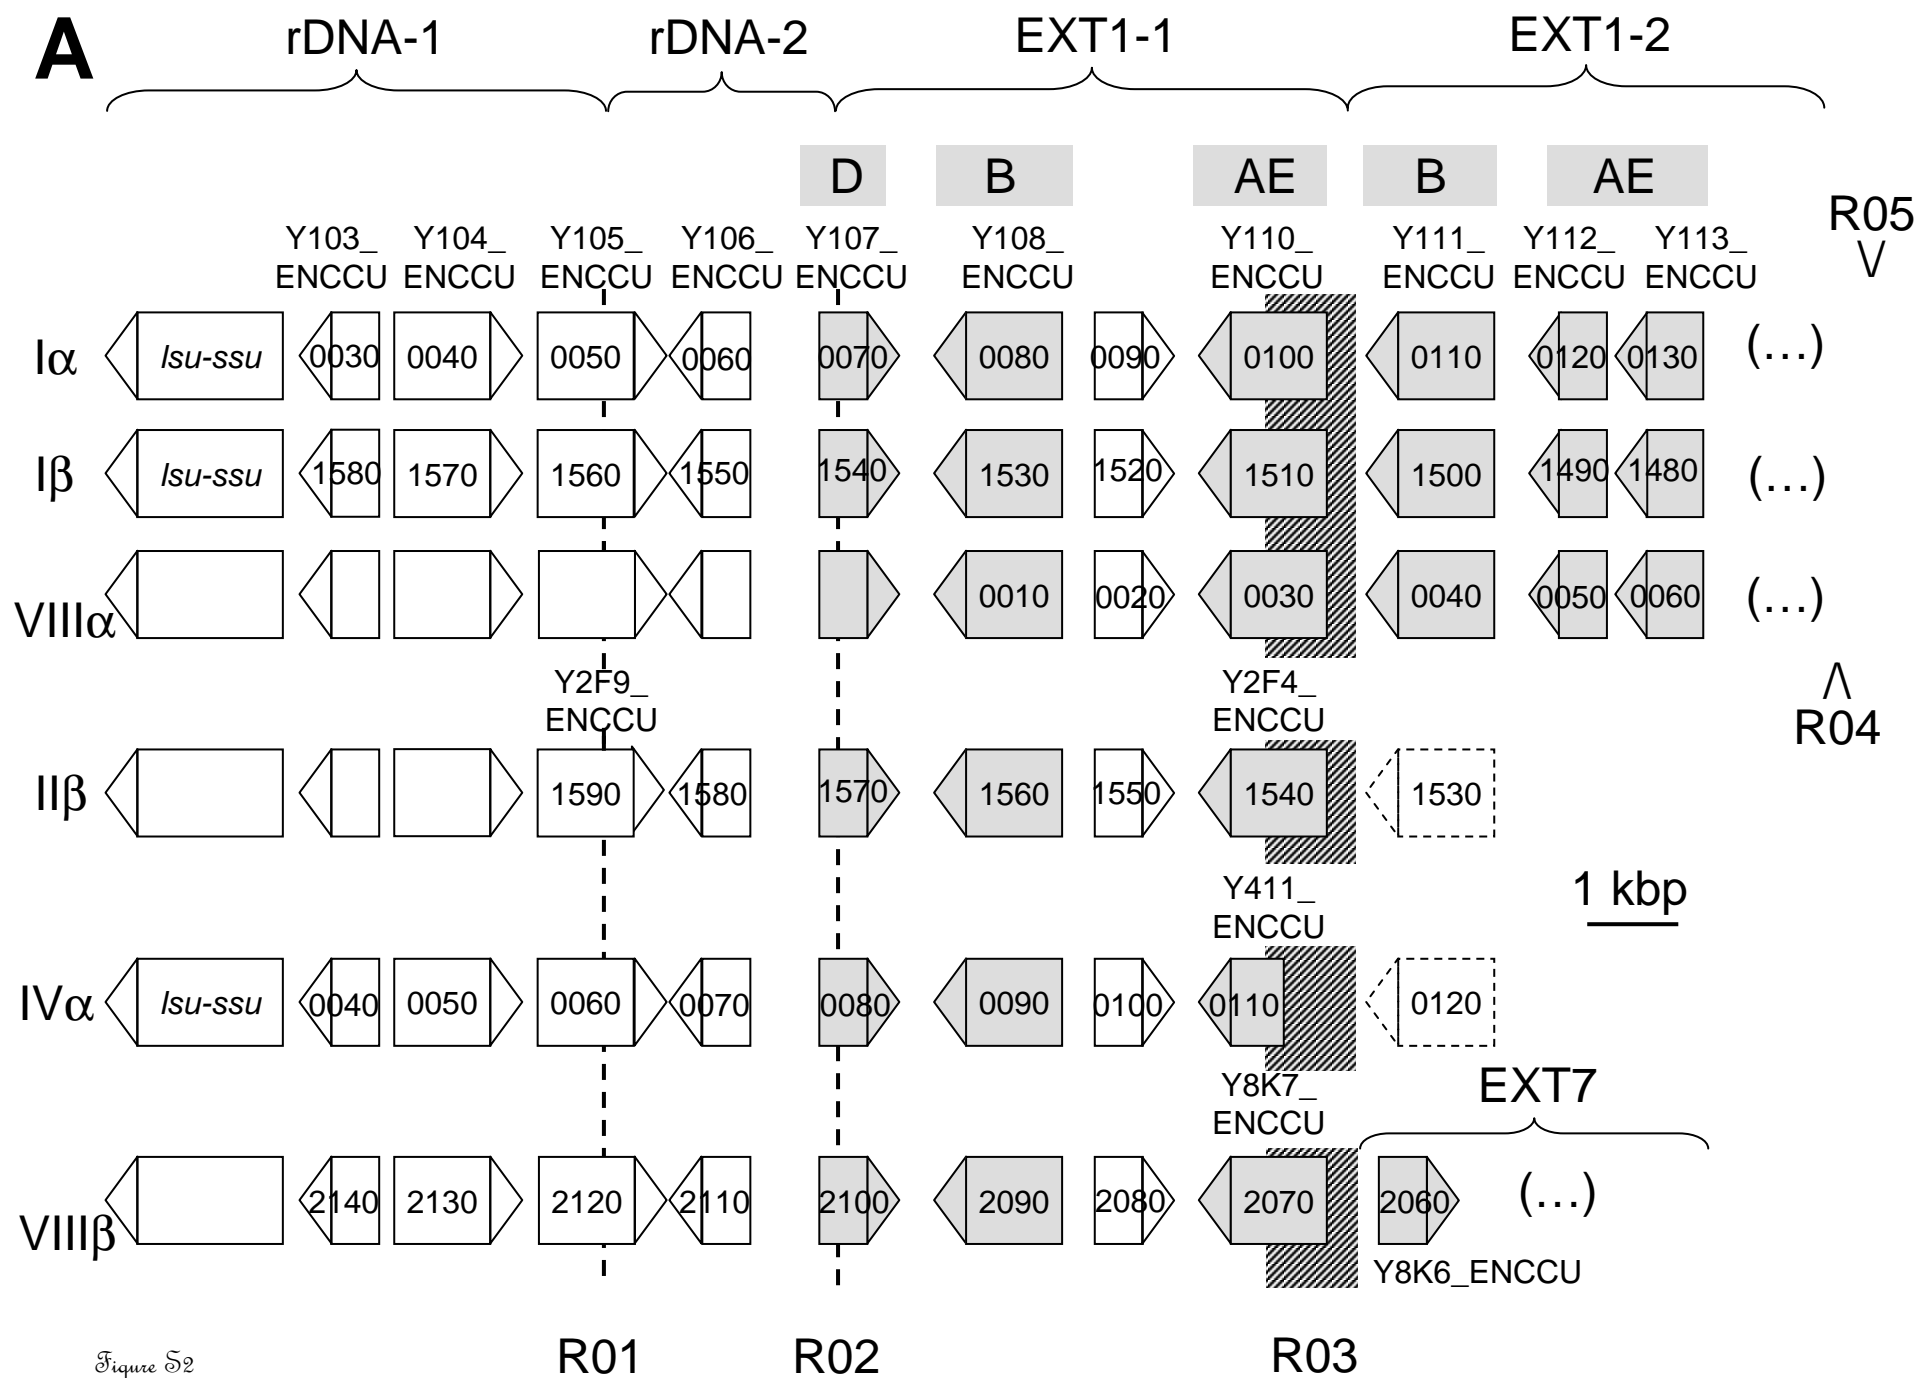 A
rDNA-1 rDNA-2 EXT1-1 EXT1-2
D B AE B AE
R05
Y103_ Y104_ Y105_ Y106_ Y107_ Y108_ Y110_ Y111_ Y112_ Y113_
ENCCU ENCCU ENCCU ENCCU ENCCU ENCCU ENCCU ENCCU ENCCU ENCCU
Iα lsu-ssu 0030 0040 0050 0060 0070 0080 0090 0100 0110 0120 0130 (...)
Iβ lsu-ssu 1580 1570 1560 1550 1540 1530 1520 1510 1500 1490 1480 (...)
VIIIα 0010 0020 0030 0040 0050 0060 (...)
Y2F9_ Y2F4_
ENCCU ENCCU
R04
IIβ 1590 1580 1570 1560 1550 1540 1530
1 kbp
Y411_
ENCCU
IVα lsu-ssu 0040 0050 0060 0070 0080 0090 0100 0110 0120
EXT7
Y8K7_
ENCCU
VIIIβ 2140 2130 2120 2110 2100 2090 2080 2070 2060 (...)
Y8K6_ENCCU
Figure S2
R01 R02 R03